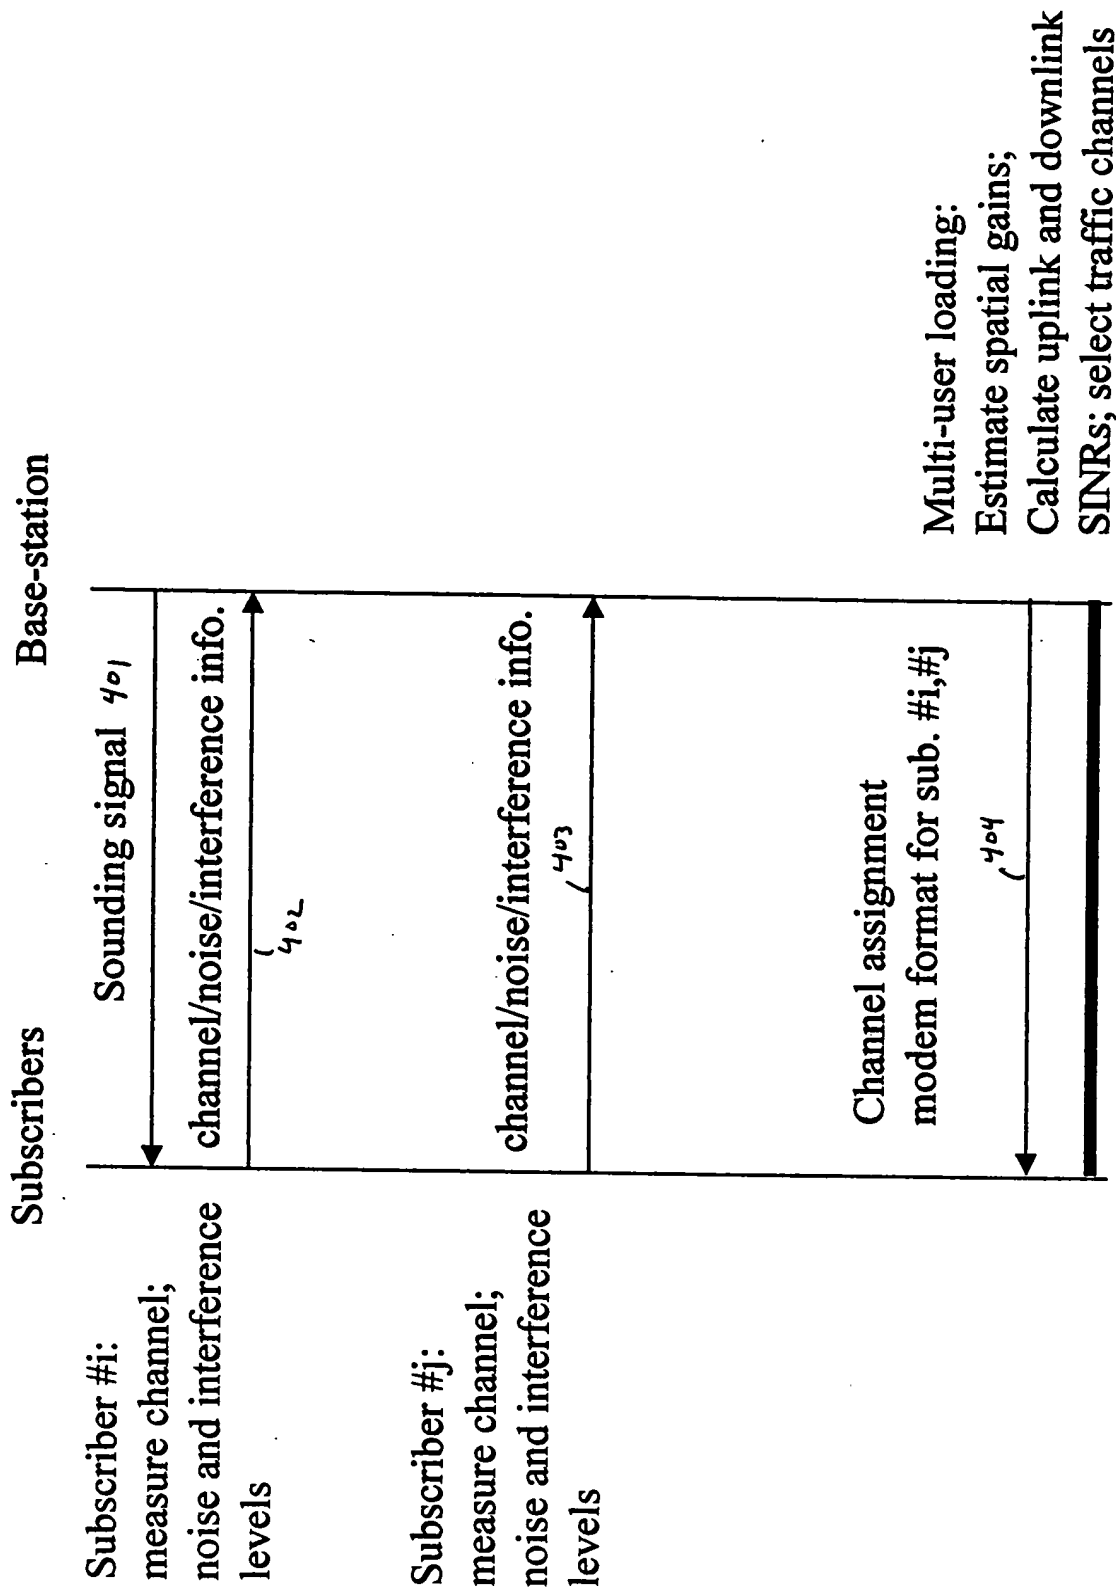 Subscribers
Base-station
Subscriber #i:
measure channel;
noise and interference
levels
Sounding signal 401
channel/noise/interference info.
402
Subscriber #j:
measure channel;
noise and interference
levels
channel/noise/interference info.
403
Channel assignment
modem format for sub. #i,#j
404
Multi-user loading:
Estimate spatial gains;
Calculate uplink and downlink
SINRs; select traffic channels